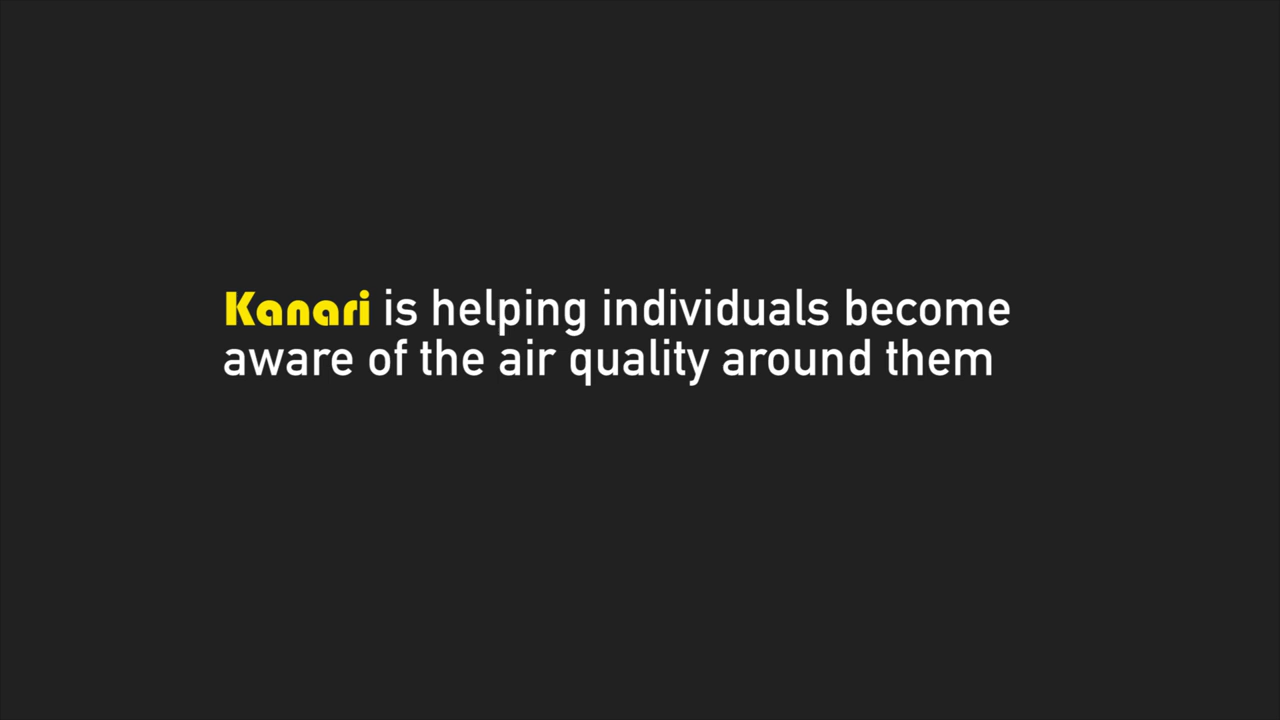 Kanari is helping individuals become
aware of the air quality around them